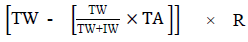 [TW - [TW/TW+IW × TA]] × R